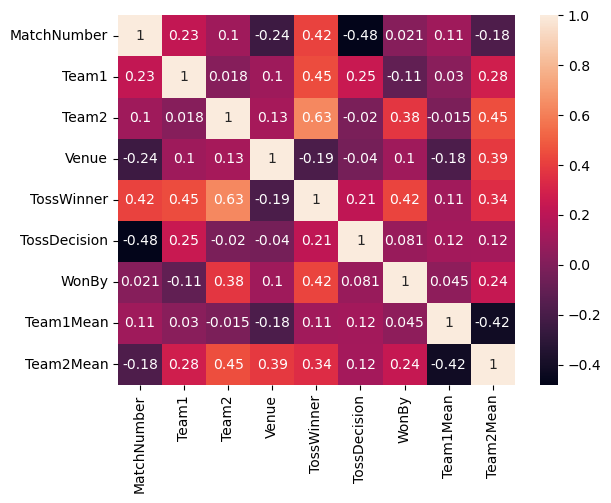 MatchNumber 1 0.23 0.1 -0.24 0.42 -0.48 0.021 0.11 -0.18
Team1 0.23 1 0.018 0.1 0.45 0.25 -0.11 0.03 0.28
Team2 0.1 0.018 1 0.13 0.63 -0.02 0.38 -0.015 0.45
Venue -0.24 0.1 0.13 1 -0.19 -0.04 0.1 -0.18 0.39
TossWinner 0.42 0.45 0.63 -0.19 1 0.21 0.42 0.11 0.34
TossDecision -0.48 0.25 -0.02 -0.04 0.21 1 0.081 0.12 0.12
WonBy 0.021 -0.11 0.38 0.1 0.42 0.081 1 0.045 0.24
Team1Mean 0.11 0.03 -0.015 -0.18 0.11 0.12 0.045 1 -0.42
Team2Mean -0.18 0.28 0.45 0.39 0.34 0.12 0.24 -0.42 1
MatchNumber Team1 Team2 Venue TossWinner TossDecision WonBy Team1Mean Team2Mean
1.0
0.8
0.6
0.4
0.2
0.0
−0.2
−0.4